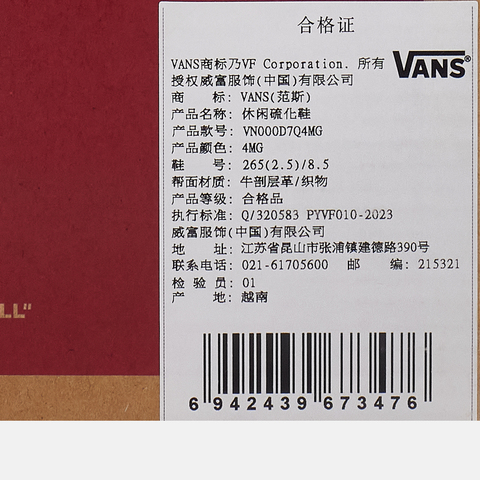 合格证
VANS商标乃VF Corporation. 所有
VANS®
授权威富服饰(中国)有限公司
商 标: VANS(范斯)
产品名称: 休闲硫化鞋
产品款号: VN000D7Q4MG
产品颜色: 4MG
鞋 号: 265(2.5)/8.5
帮面材质: 牛剖层革/织物
产品等级: 合格品
执行标准: Q/320583 PYVF010-2023
威富服饰(中国)有限公司
地 址: 江苏省昆山市张浦镇建德路390号
联系电话: 021-61705600 邮 编: 215321
检 验 员: 01
产 地: 越南
LL"
6 942439 673476